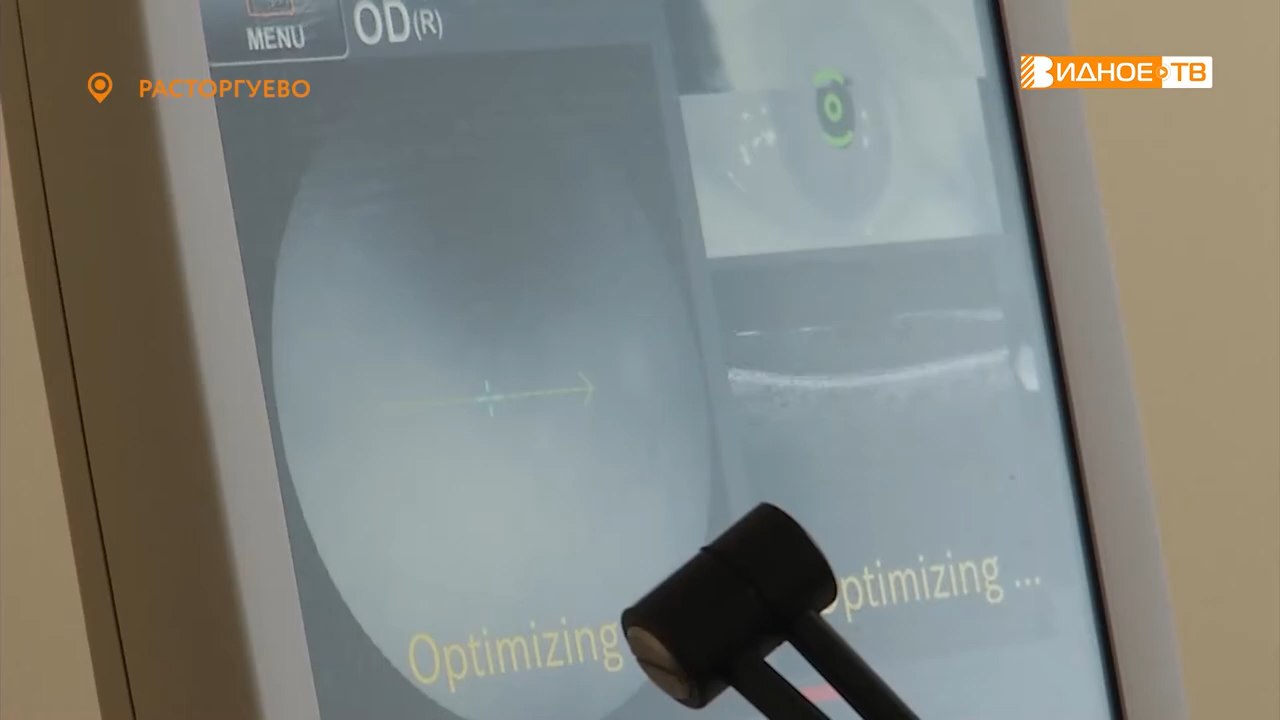 MENU
OD(R)
РАСТОРГУЕВО
ВИДНОЕ ТВ
Optimizing
Optimizing ...